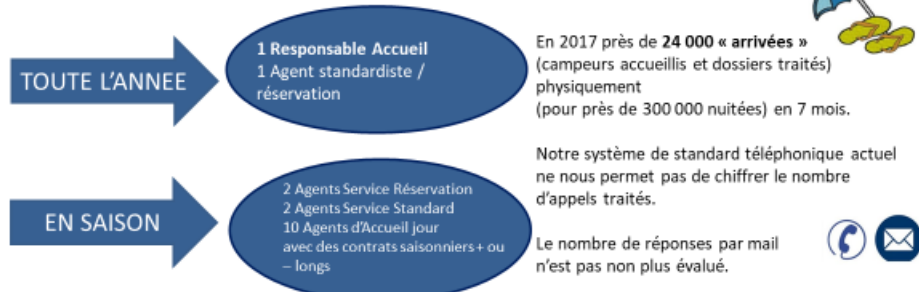 TOUTE L'ANNEE
1 Responsable Accueil
1 Agent standardiste /
réservation
En 2017 près de 24 000 « arrivées »
(campeurs accueillis et dossiers traités)
physiquement
(pour près de 300 000 nuitées) en 7 mois.
Notre système de standard téléphonique actuel
ne nous permet pas de chiffrer le nombre
d'appels traités.
EN SAISON
2 Agents Service Réservation
2 Agents Service Standard
10 Agents d'Accueil jour
avec des contrats saisonniers + ou
– longs
Le nombre de réponses par mail
n'est pas non plus évalué.